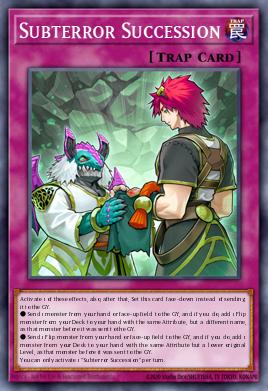 SUBTERROR SUCCESSION
TRAP
罠
[TRAP CARD]
Activate 1 of these effects, also, after that, Set this card face-down instead of sending
it to the GY.
●Send 1 monster from your hand or face-up field to the GY, and if you do, add 1 Flip
monster from your Deck to your hand with the same Attribute, but a different name,
as that monster before it was sent to the GY.
●Send 1 Flip monster from your hand or face-up field to the GY, and if you do, add 1
monster from your Deck to your hand with the same Attribute but a lower original
Level, as that monster before it was sent to the GY.
You can only activate 1 "Subterror Succession" per turn.